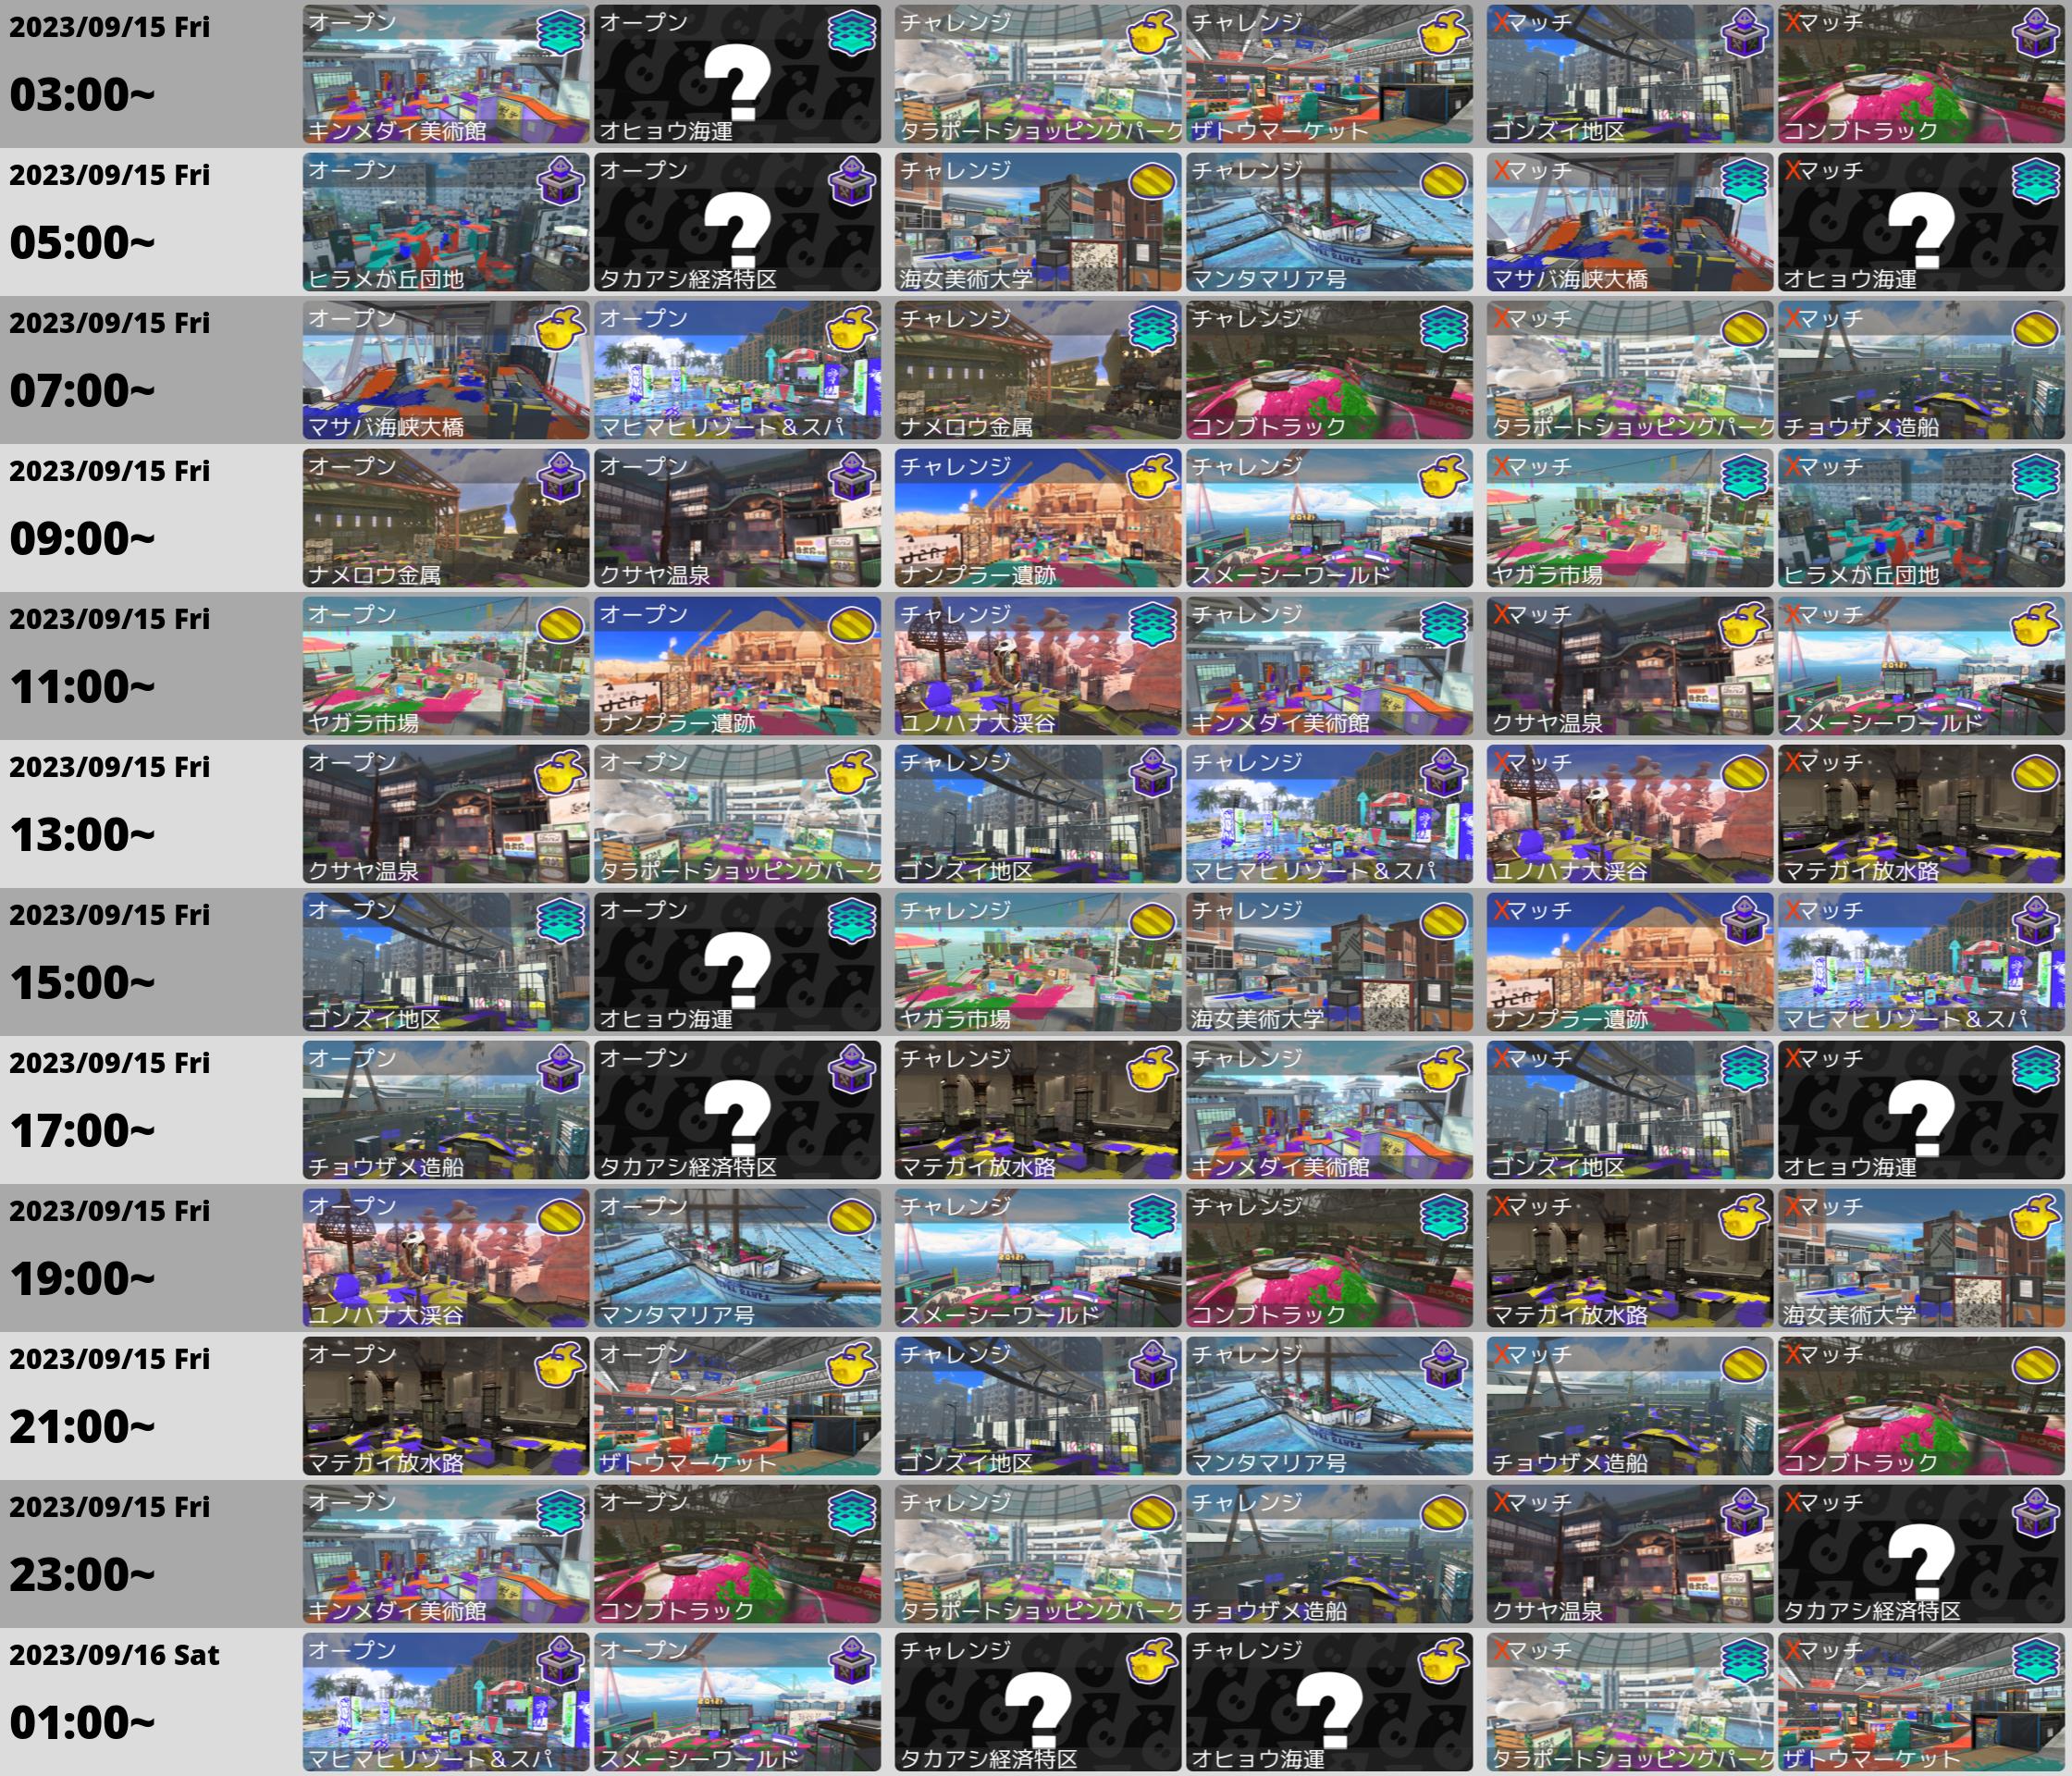 2023/09/15 Fri
03:00~
オープン
キンメダイ美術館
オープン
オヒョウ海運
チャレンジ
タラポートショッピングパーク
チャレンジ
ザトウマーケット
Xマッチ
ゴンズイ地区
Xマッチ
コンブトラック
2023/09/15 Fri
05:00~
オープン
ヒラメが丘団地
オープン
タカアシ経済特区
チャレンジ
海女美術大学
チャレンジ
マンタマリア号
Xマッチ
マサバ海峡大橋
Xマッチ
オヒョウ海運
2023/09/15 Fri
07:00~
オープン
マサバ海峡大橋
オープン
マヒマヒリゾート&スパ
チャレンジ
ナメロウ金属
チャレンジ
コンブトラック
Xマッチ
タラポートショッピングパーク
Xマッチ
チョウザメ造船
2023/09/15 Fri
09:00~
オープン
ナメロウ金属
オープン
クサヤ温泉
チャレンジ
ナンプラー遺跡
チャレンジ
スメーシーワールド
Xマッチ
ヤガラ市場
Xマッチ
ヒラメが丘団地
2023/09/15 Fri
11:00~
オープン
ヤガラ市場
オープン
ナンプラー遺跡
チャレンジ
ユノハナ大渓谷
チャレンジ
キンメダイ美術館
Xマッチ
クサヤ温泉
Xマッチ
スメーシーワールド
2023/09/15 Fri
13:00~
オープン
クサヤ温泉
オープン
タラポートショッピングパーク
チャレンジ
ゴンズイ地区
チャレンジ
マヒマヒリゾート&スパ
Xマッチ
ユノハナ大渓谷
Xマッチ
マテガイ放水路
2023/09/15 Fri
15:00~
オープン
ゴンズイ地区
オープン
オヒョウ海運
チャレンジ
ヤガラ市場
チャレンジ
海女美術大学
Xマッチ
ナンプラー遺跡
Xマッチ
マヒマヒリゾート&スパ
2023/09/15 Fri
17:00~
オープン
チョウザメ造船
オープン
タカアシ経済特区
チャレンジ
マテガイ放水路
チャレンジ
キンメダイ美術館
Xマッチ
ゴンズイ地区
Xマッチ
オヒョウ海運
2023/09/15 Fri
19:00~
オープン
ユノハナ大渓谷
オープン
マンタマリア号
チャレンジ
スメーシーワールド
チャレンジ
コンブトラック
Xマッチ
マテガイ放水路
Xマッチ
海女美術大学
2023/09/15 Fri
21:00~
オープン
マテガイ放水路
オープン
ザトウマーケット
チャレンジ
ゴンズイ地区
チャレンジ
マンタマリア号
Xマッチ
チョウザメ造船
Xマッチ
コンブトラック
2023/09/15 Fri
23:00~
オープン
キンメダイ美術館
オープン
コンブトラック
チャレンジ
タラポートショッピングパーク
チャレンジ
チョウザメ造船
Xマッチ
クサヤ温泉
Xマッチ
タカアシ経済特区
2023/09/16 Sat
01:00~
オープン
マヒマヒリゾート&スパ
オープン
スメーシーワールド
チャレンジ
タカアシ経済特区
チャレンジ
オヒョウ海運
Xマッチ
タラポートショッピングパーク
Xマッチ
ザトウマーケット